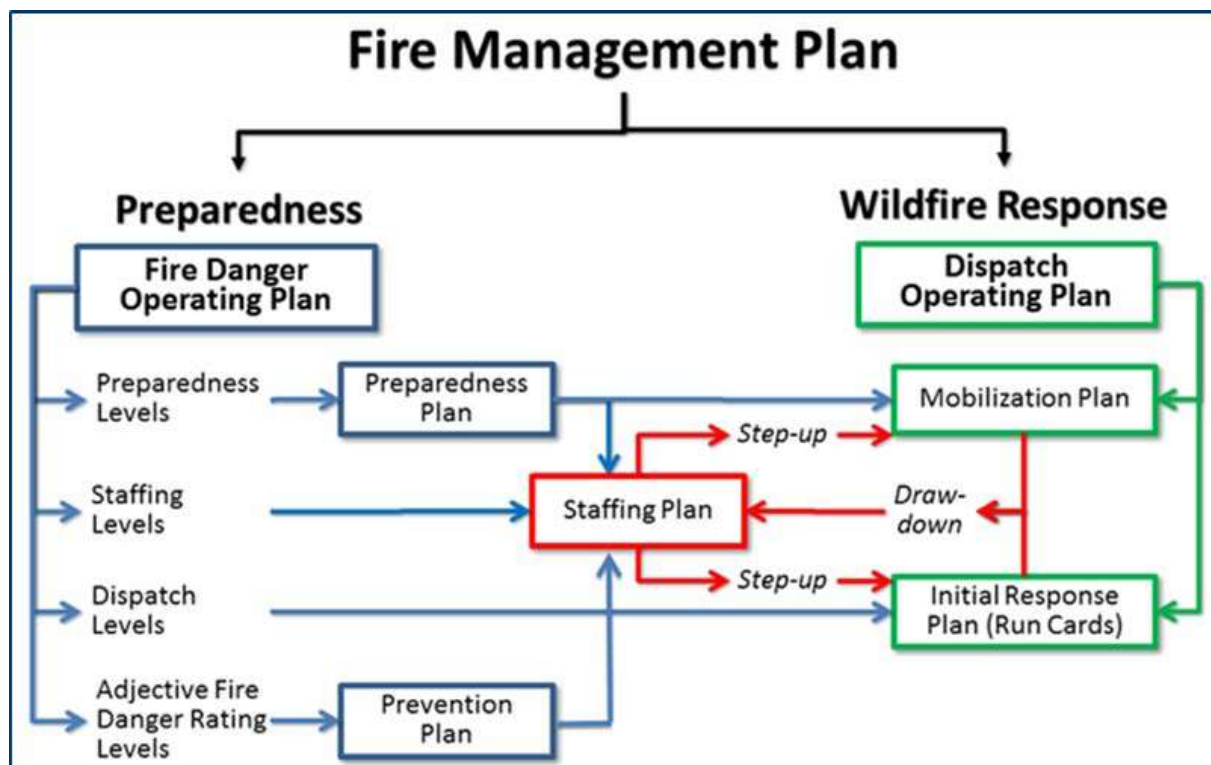 Fire Management Plan
Preparedness
Wildfire Response
Fire Danger
Operating Plan
Dispatch
Operating Plan
Preparedness
Levels
Preparedness
Plan
Mobilization Plan
Step-up
Staffing
Levels
Staffing Plan
Draw-
down
Step-up
Dispatch
Levels
Initial Response
Plan (Run Cards)
Adjective Fire
Danger Rating
Levels
Prevention
Plan